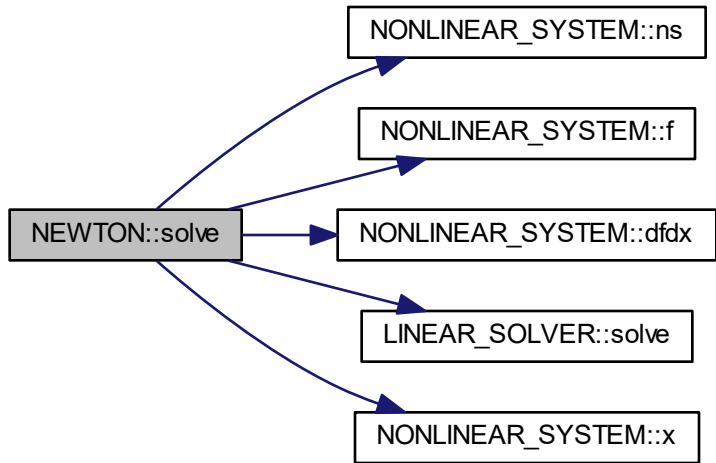 NONLINEAR_SYSTEM::ns
NONLINEAR_SYSTEM::f
NEWTON::solve
NONLINEAR_SYSTEM::dfdx
LINEAR_SOLVER::solve
NONLINEAR_SYSTEM::x